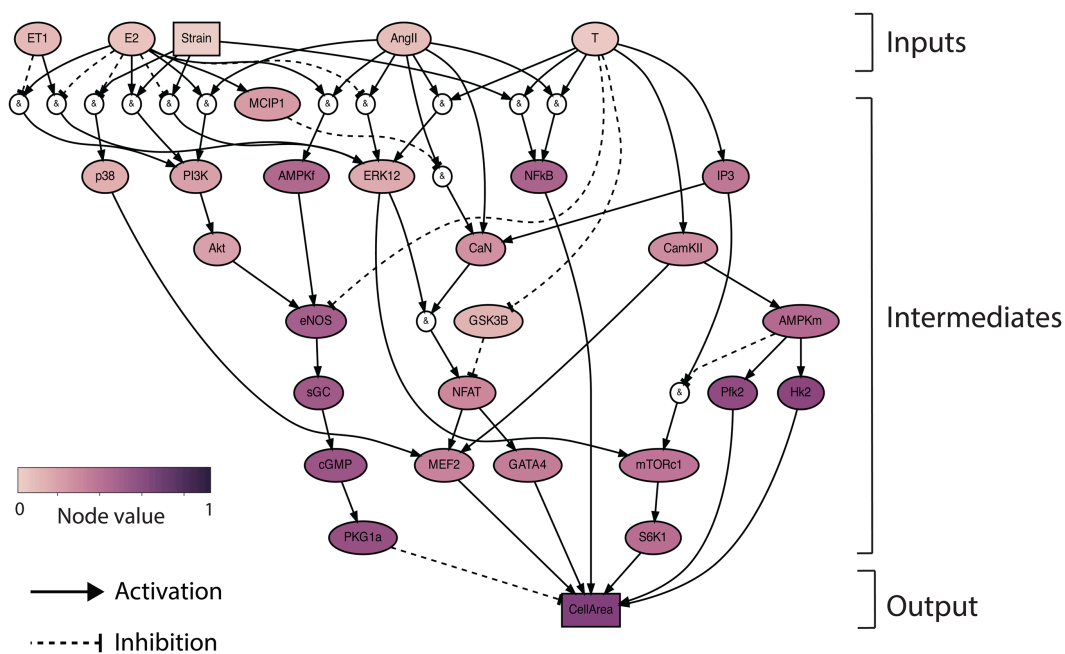 ET1 E2 Strain AngII T Inputs
& & & & & & MCIP1 & & & & &
p38 PI3K AMPKf ERK12 & NFkB IP3
Akt CaN CamKII
eNOS & GSK3B AMPKm Intermediates
sGC NFAT & Pfk2 Hk2
cGMP MEF2 GATA4 mTORc1
0 Node value 1
PKG1a S6K1
Activation
CellArea Output
Inhibition